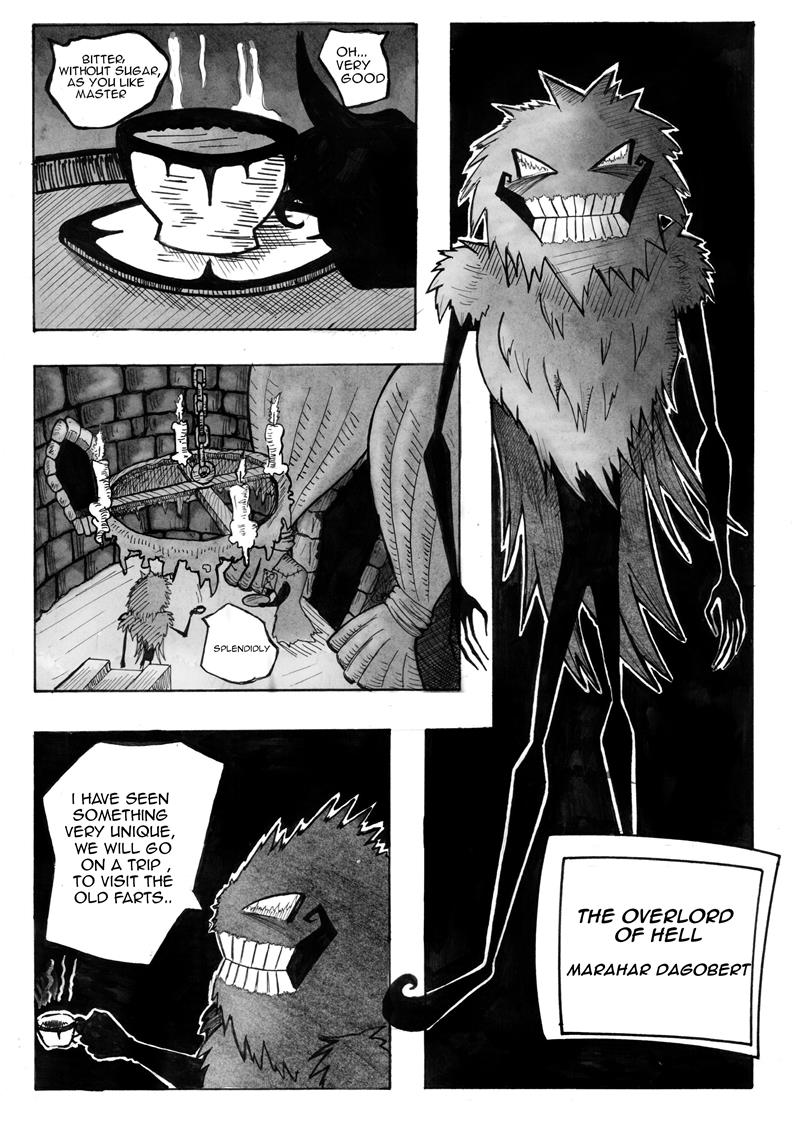 BITTER,
WITHOUT SUGAR,
AS YOU LIKE
MASTER
OH...
VERY
GOOD
SPLENDIDLY
I HAVE SEEN
SOMETHING
VERY UNIQUE,
WE WILL GO
ON A TRIP ,
TO VISIT THE
OLD FARTS..
THE OVERLORD
OF HELL
MARAHAR DAGOBERT